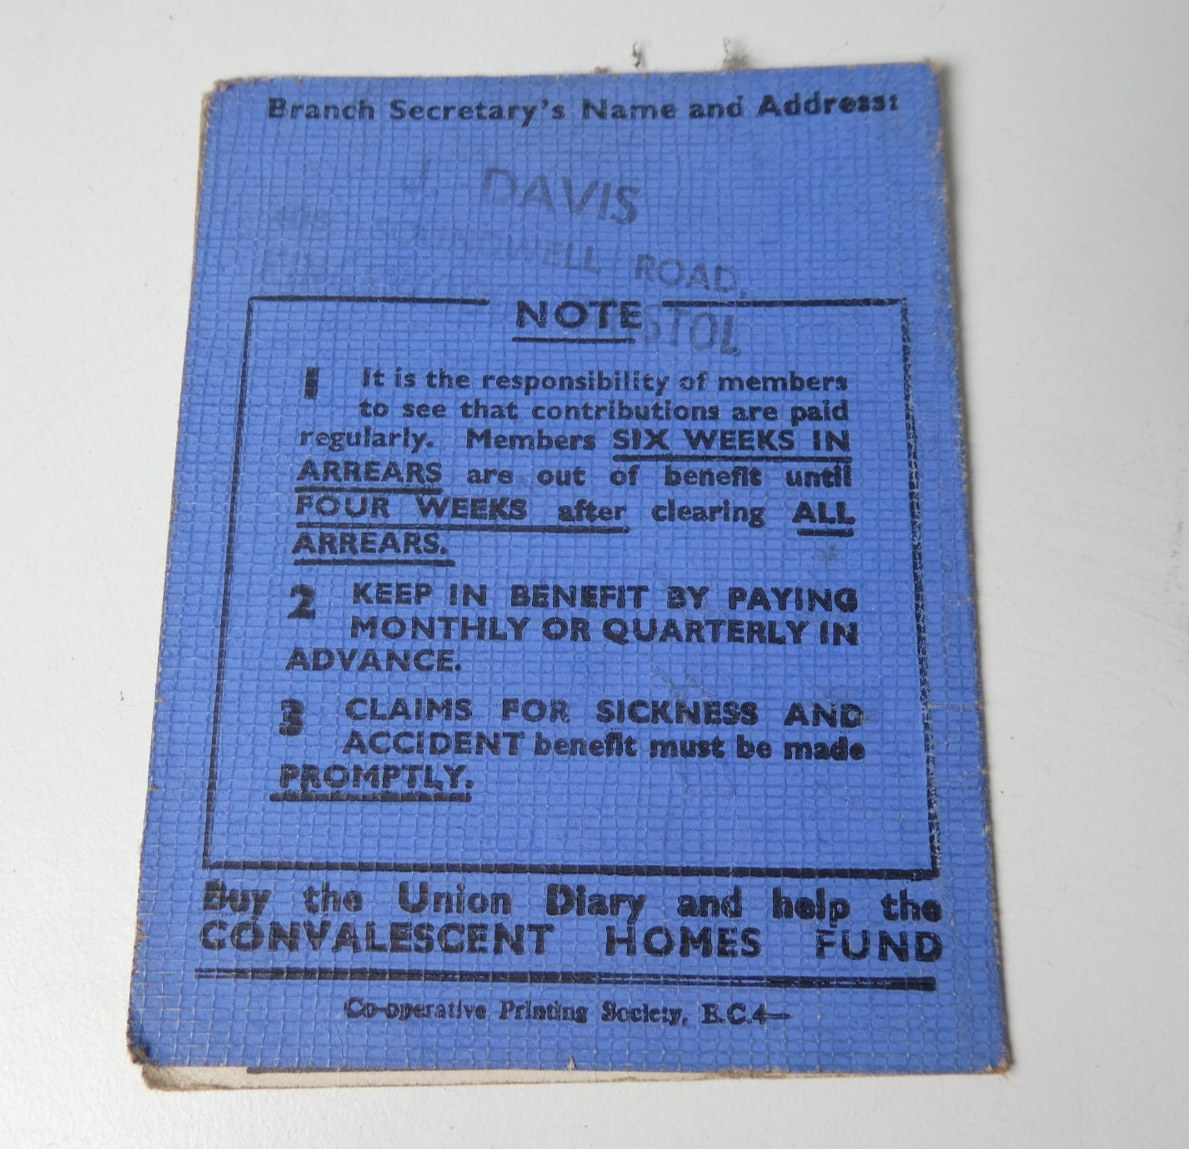 Branch Secretary's Name and Address:
J. DAVIS
ROAD,
NOTE
1 It is the responsibility of members
to see that contributions are paid
regularly. Members SIX WEEKS IN
ARREARS are out of benefit until
FOUR WEEKS after clearing ALL
ARREARS.
2 KEEP IN BENEFIT BY PAYING
MONTHLY OR QUARTERLY IN
ADVANCE.
3 CLAIMS FOR SICKNESS AND
ACCIDENT benefit must be made
PROMPTLY.
Buy the Union Diary and help the
CONVALESCENT HOMES FUND
Co-operative Printing Society, E.C.4